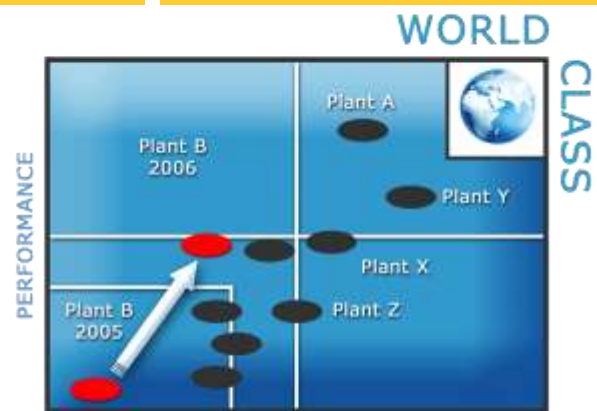 WORLD
CLASS
Plant A
Plant B
2006
PERFORMANCE
Plant Y
Plant X
Plant B
2005
Plant Z